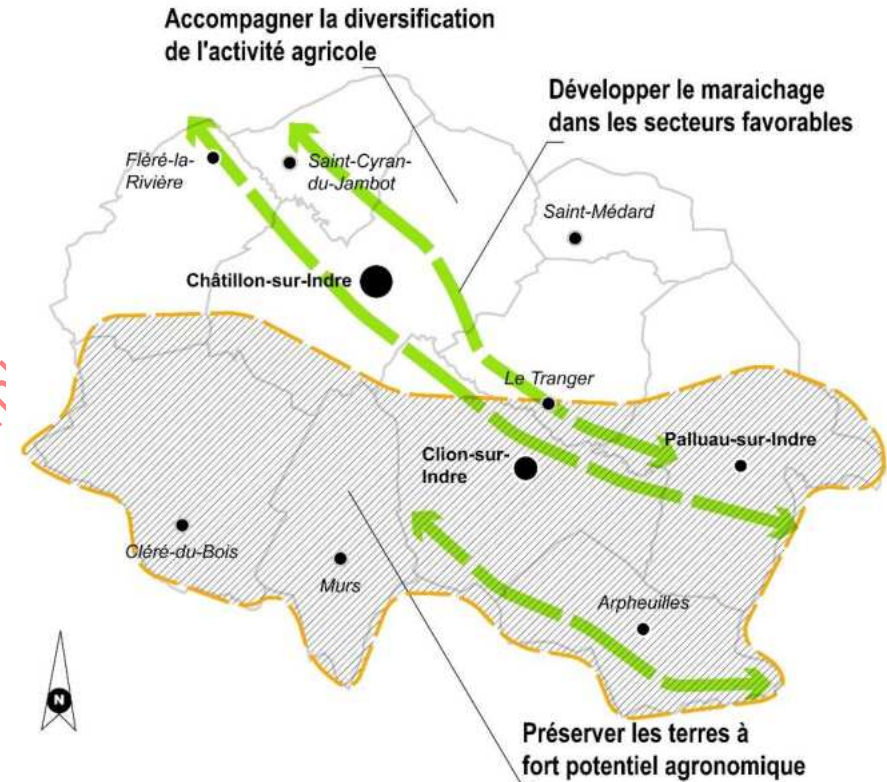 Accompagner la diversification
de l'activité agricole
Développer le maraichage
dans les secteurs favorables
Fléré-la-
Rivière
Saint-Cyran-
du-Jambot
Saint-Médard
Châtillon-sur-Indre
Le Tranger
Clion-sur-
Indre
Palluau-sur-Indre
Cléré-du-Bois
Murs
Arpheuilles
N
Préserver les terres à
fort potentiel agronomique